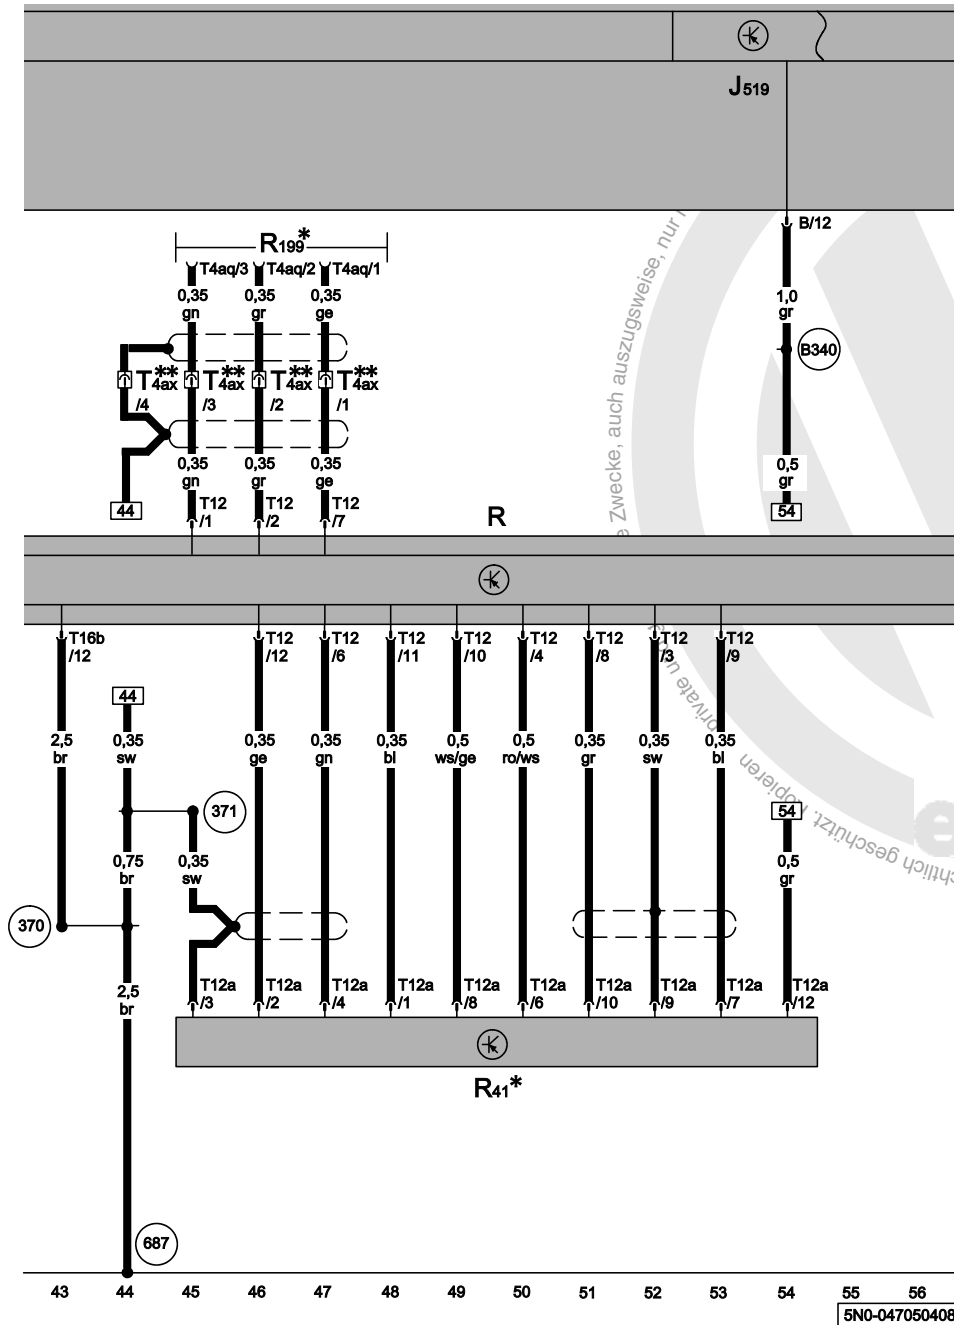 J519
B/12
R199*
T4aq/3 T4aq/2 T4aq/1
0,35 0,35 0,35 1,0
gn gr ge gr
B340
T4ax** T4ax** T4ax** T4ax**
/4 /3 /2 /1
0,35 0,35 0,35 0,5
gn gr ge gr
44 T12 T12 T12 R 54
/1 /2 /7
Zwecke, auch auszugsweise, nur
T16b T12 T12 T12 T12 T12 T12 T12 T12
/12 /12 /6 /11 /10 /4 /8 /3 /9
private u
44
2,5 0,35 0,35 0,35 0,35 0,5 0,5 0,35 0,35 0,35
br sw ge gn bl ws/ge ro/ws gr sw bl
Kopieren
geschützt.
371 54
0,75 0,35 0,5
br sw gr
370
2,5 T12a T12a T12a T12a T12a T12a T12a T12a T12a T12a
br /3 /2 /4 /1 /8 /6 /10 /9 /7 /12
R41*
687
43 44 45 46 47 48 49 50 51 52 53 54 55 56
5N0-047050408